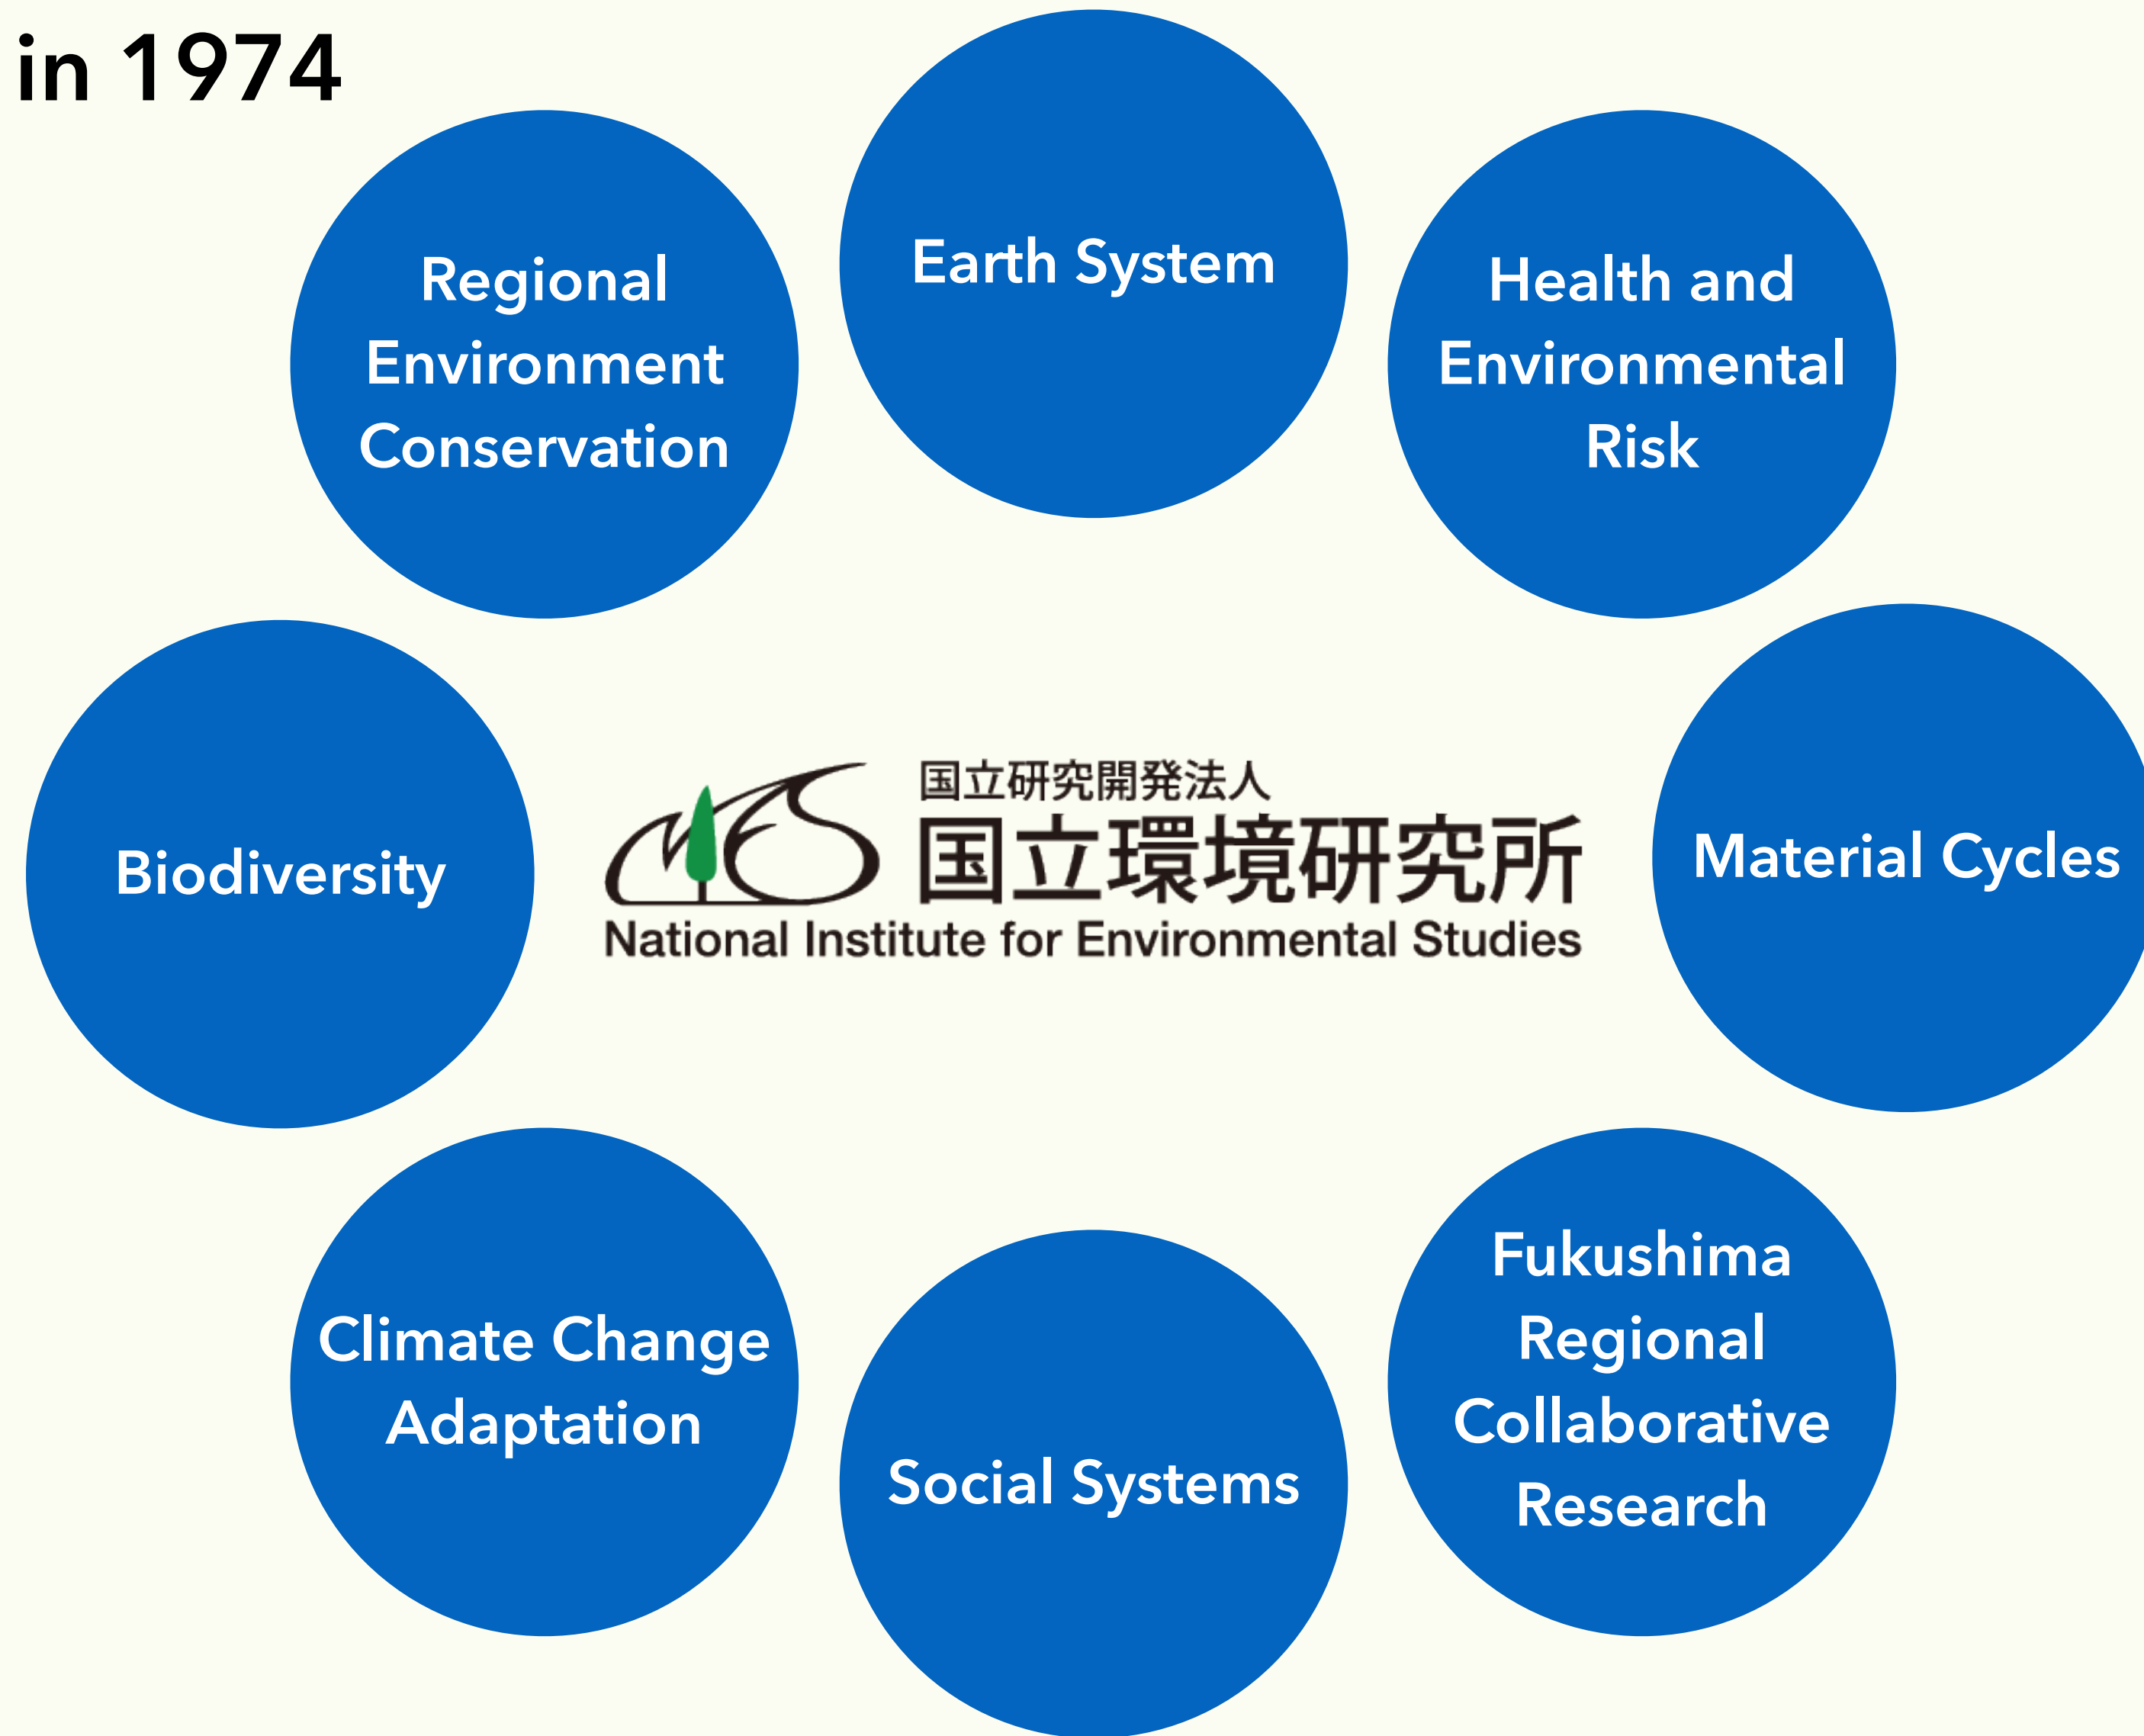 in 1974
Earth System
Regional
Environment
Conservation
Health and
Environmental
Risk
Biodiversity
NIES
国立研究開発法人
国立環境研究所
National Institute for Environmental Studies
Material Cycles
Climate Change
Adaptation
Social Systems
Fukushima
Regional
Collaborative
Research